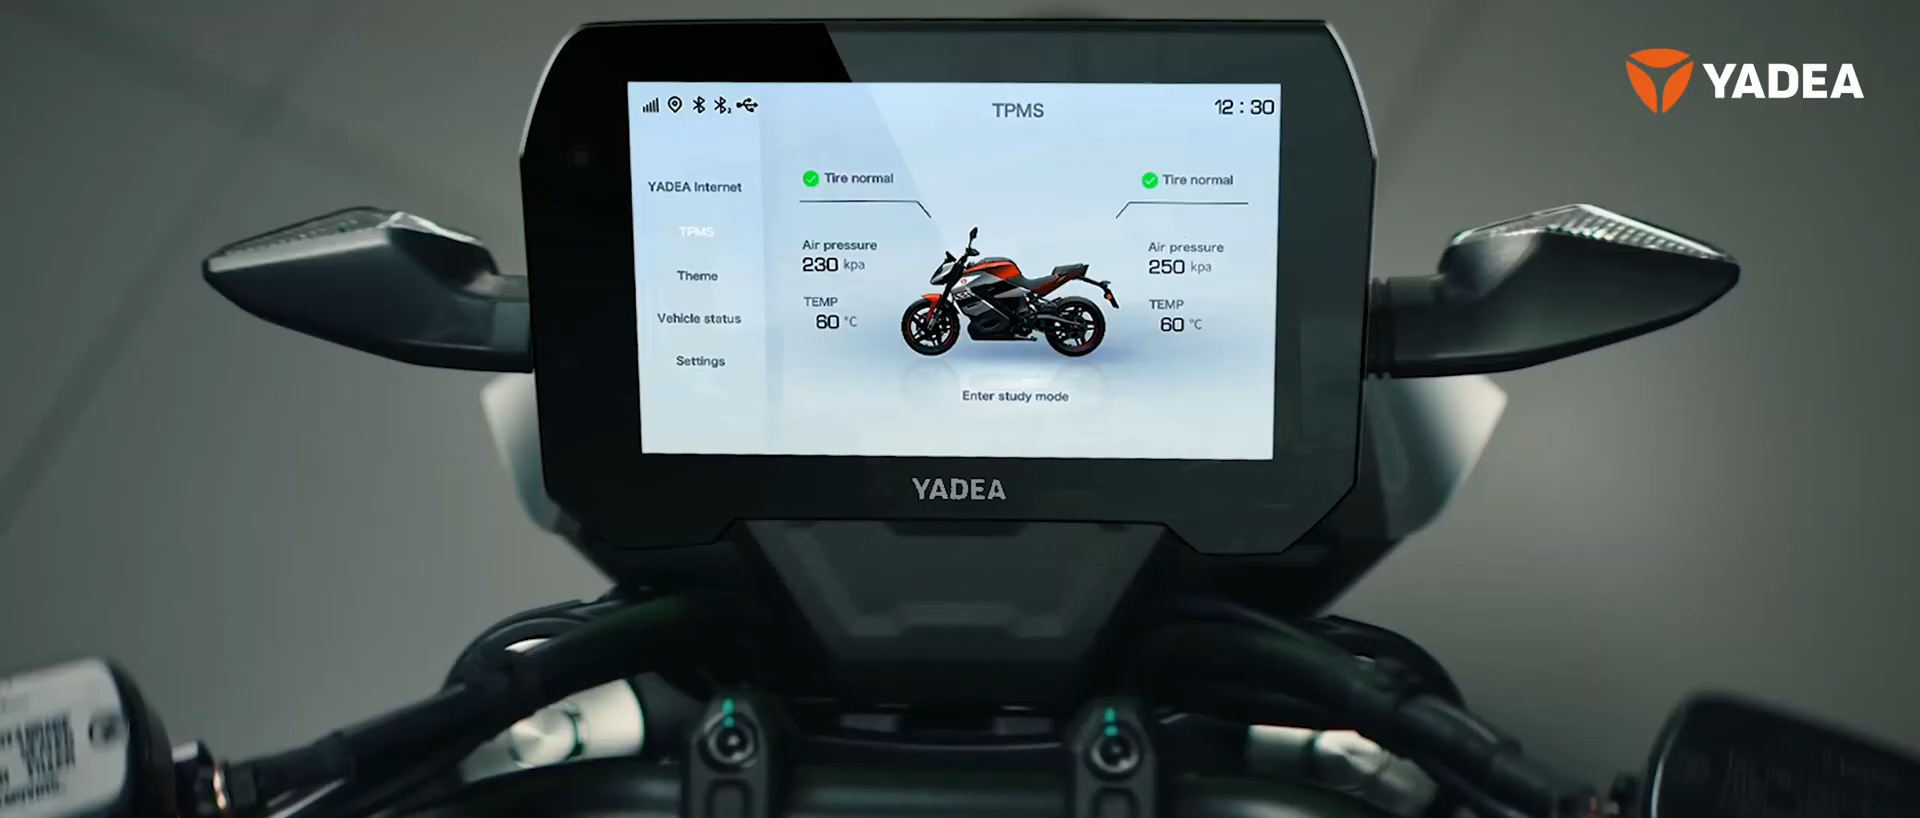 YADEA
TPMS
12:30
YADEA Internet
TPMS
Theme
Vehicle status
Settings
Tire normal
Air pressure
230 kpa
TEMP
60 °C
Tire normal
Air pressure
250 kpa
TEMP
60 °C
Enter study mode
YADEA